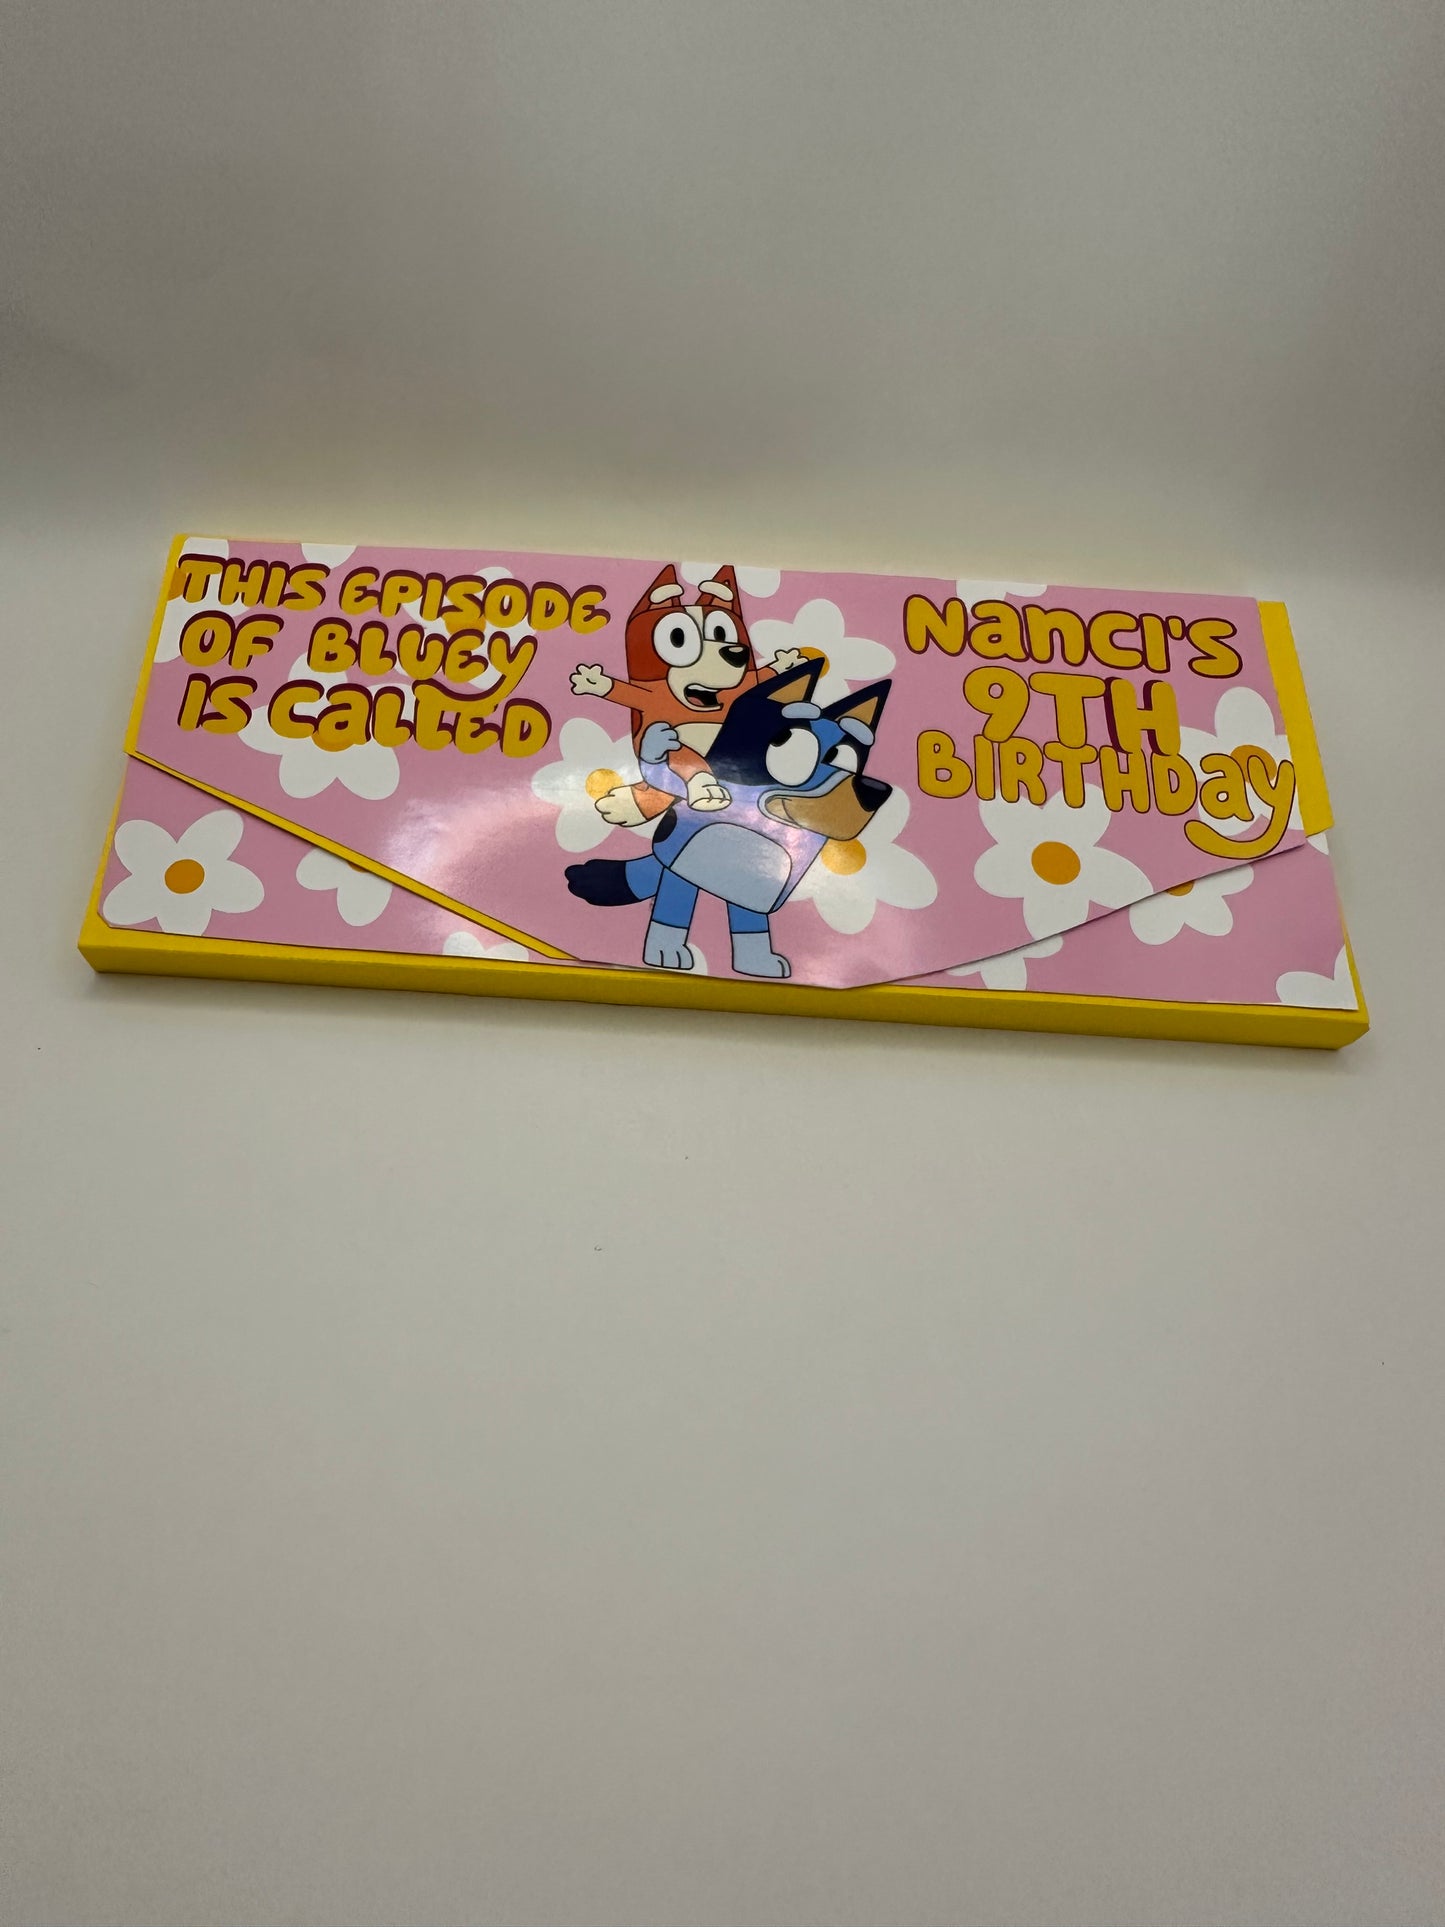 THIS EPISODE
OF BLUEY
IS CaLLED
NanCI'S
9TH
BIRTHDay